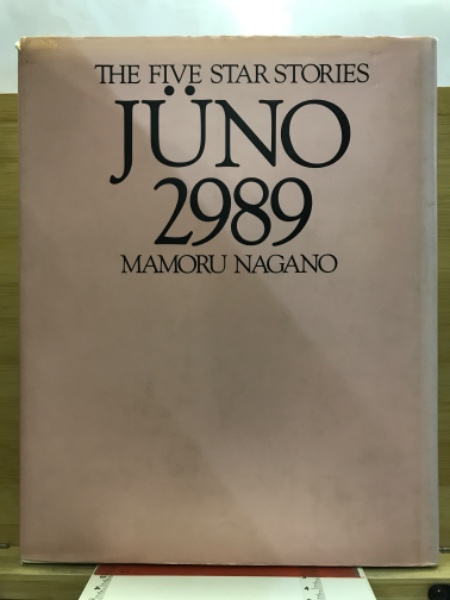 THE FIVE STAR STORIES
JÜNO
2989
MAMORU NAGANO